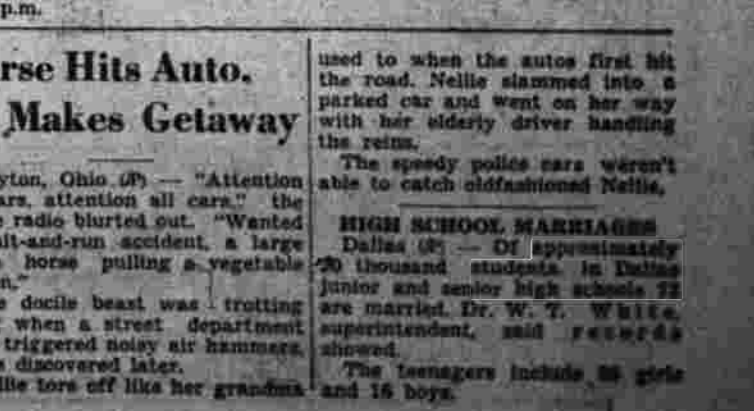 p.m.
rse Hits Auto.
Makes Getaway
yton, Ohio (AP) — "Attention
ars, attention all cars," the
e radio blurted out. "Wanted
it-and-run accident, a large
horse pulling a vegetable
n."
e docile beast was trotting
when a street department
triggered noisy air hammers,
s discovered later.
llie tore off like her grandma
used to when the autos first hit
the road. Nellie slammed into a
parked car and went on her way
with her elderly driver handling
the reins.
The speedy police cars weren't
able to catch oldfashioned Nellie.
HIGH SCHOOL MARRIAGES
Dallas (AP) — Of approximately
thousand students in Dallas
junior and senior high schools 72
are married, Dr. W. T. White,
superintendent, said records
showed.
The teenagers include girls
and 16 boys.